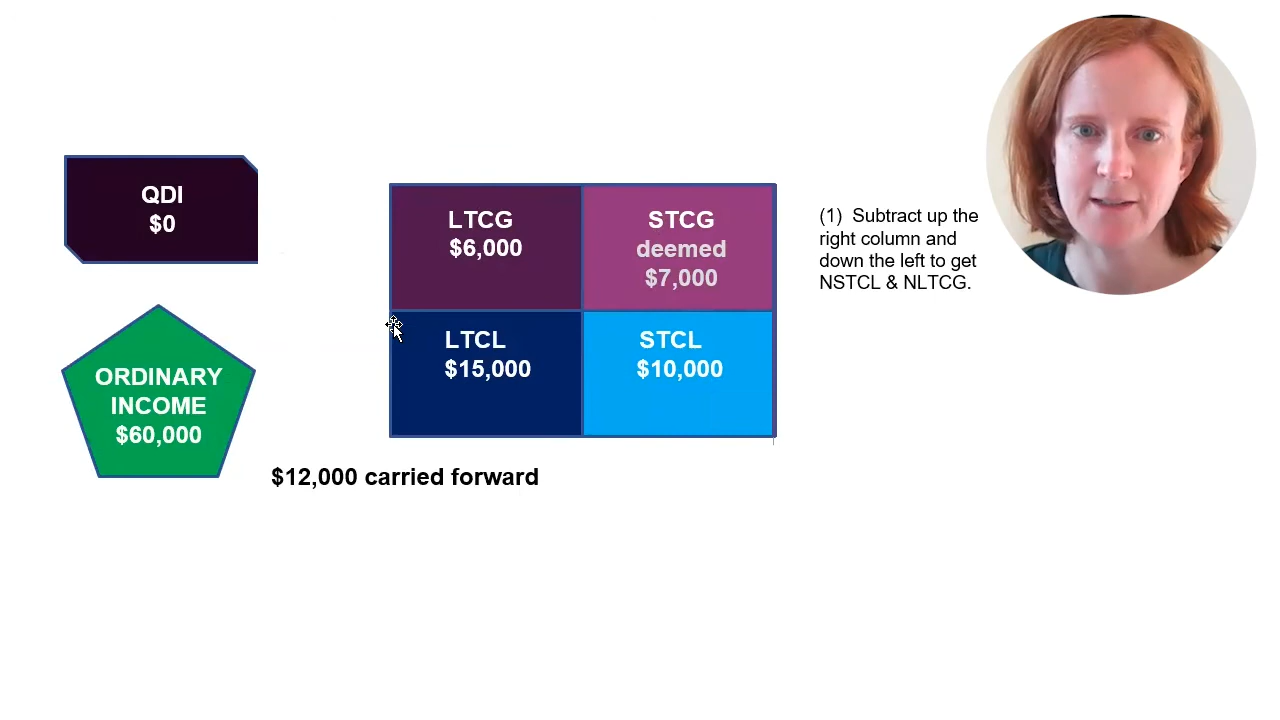 QDI
$0
ORDINARY
INCOME
$60,000
LTCG
$6,000
STCG
deemed
$7,000
LTCL
$15,000
STCL
$10,000
$12,000 carried forward
(1)  Subtract up the
right column and
down the left to get
NSTCL & NLTCG.